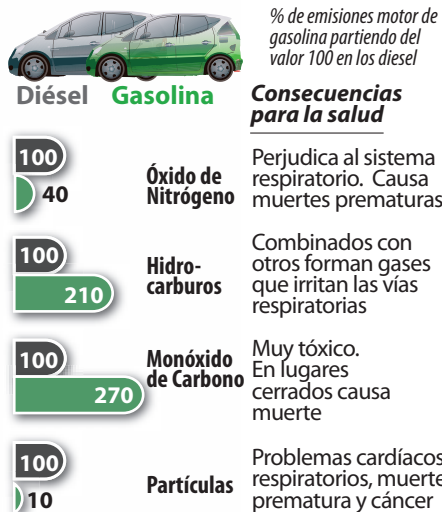 % de emisiones motor de
gasolina partiendo del
valor 100 en los diesel
Diésel Gasolina
Consecuencias
para la salud
100
40
Óxido de
Nitrógeno
Perjudica al sistema
respiratorio. Causa
muertes prematuras
100
210
Hidro-
carburos
Combinados con
otros forman gases
que irritan las vías
respiratorias
100
270
Monóxido
de Carbono
Muy tóxico.
En lugares
cerrados causa
muerte
100
10
Partículas
Problemas cardíacos
respiratorios, muerte
prematura y cáncer